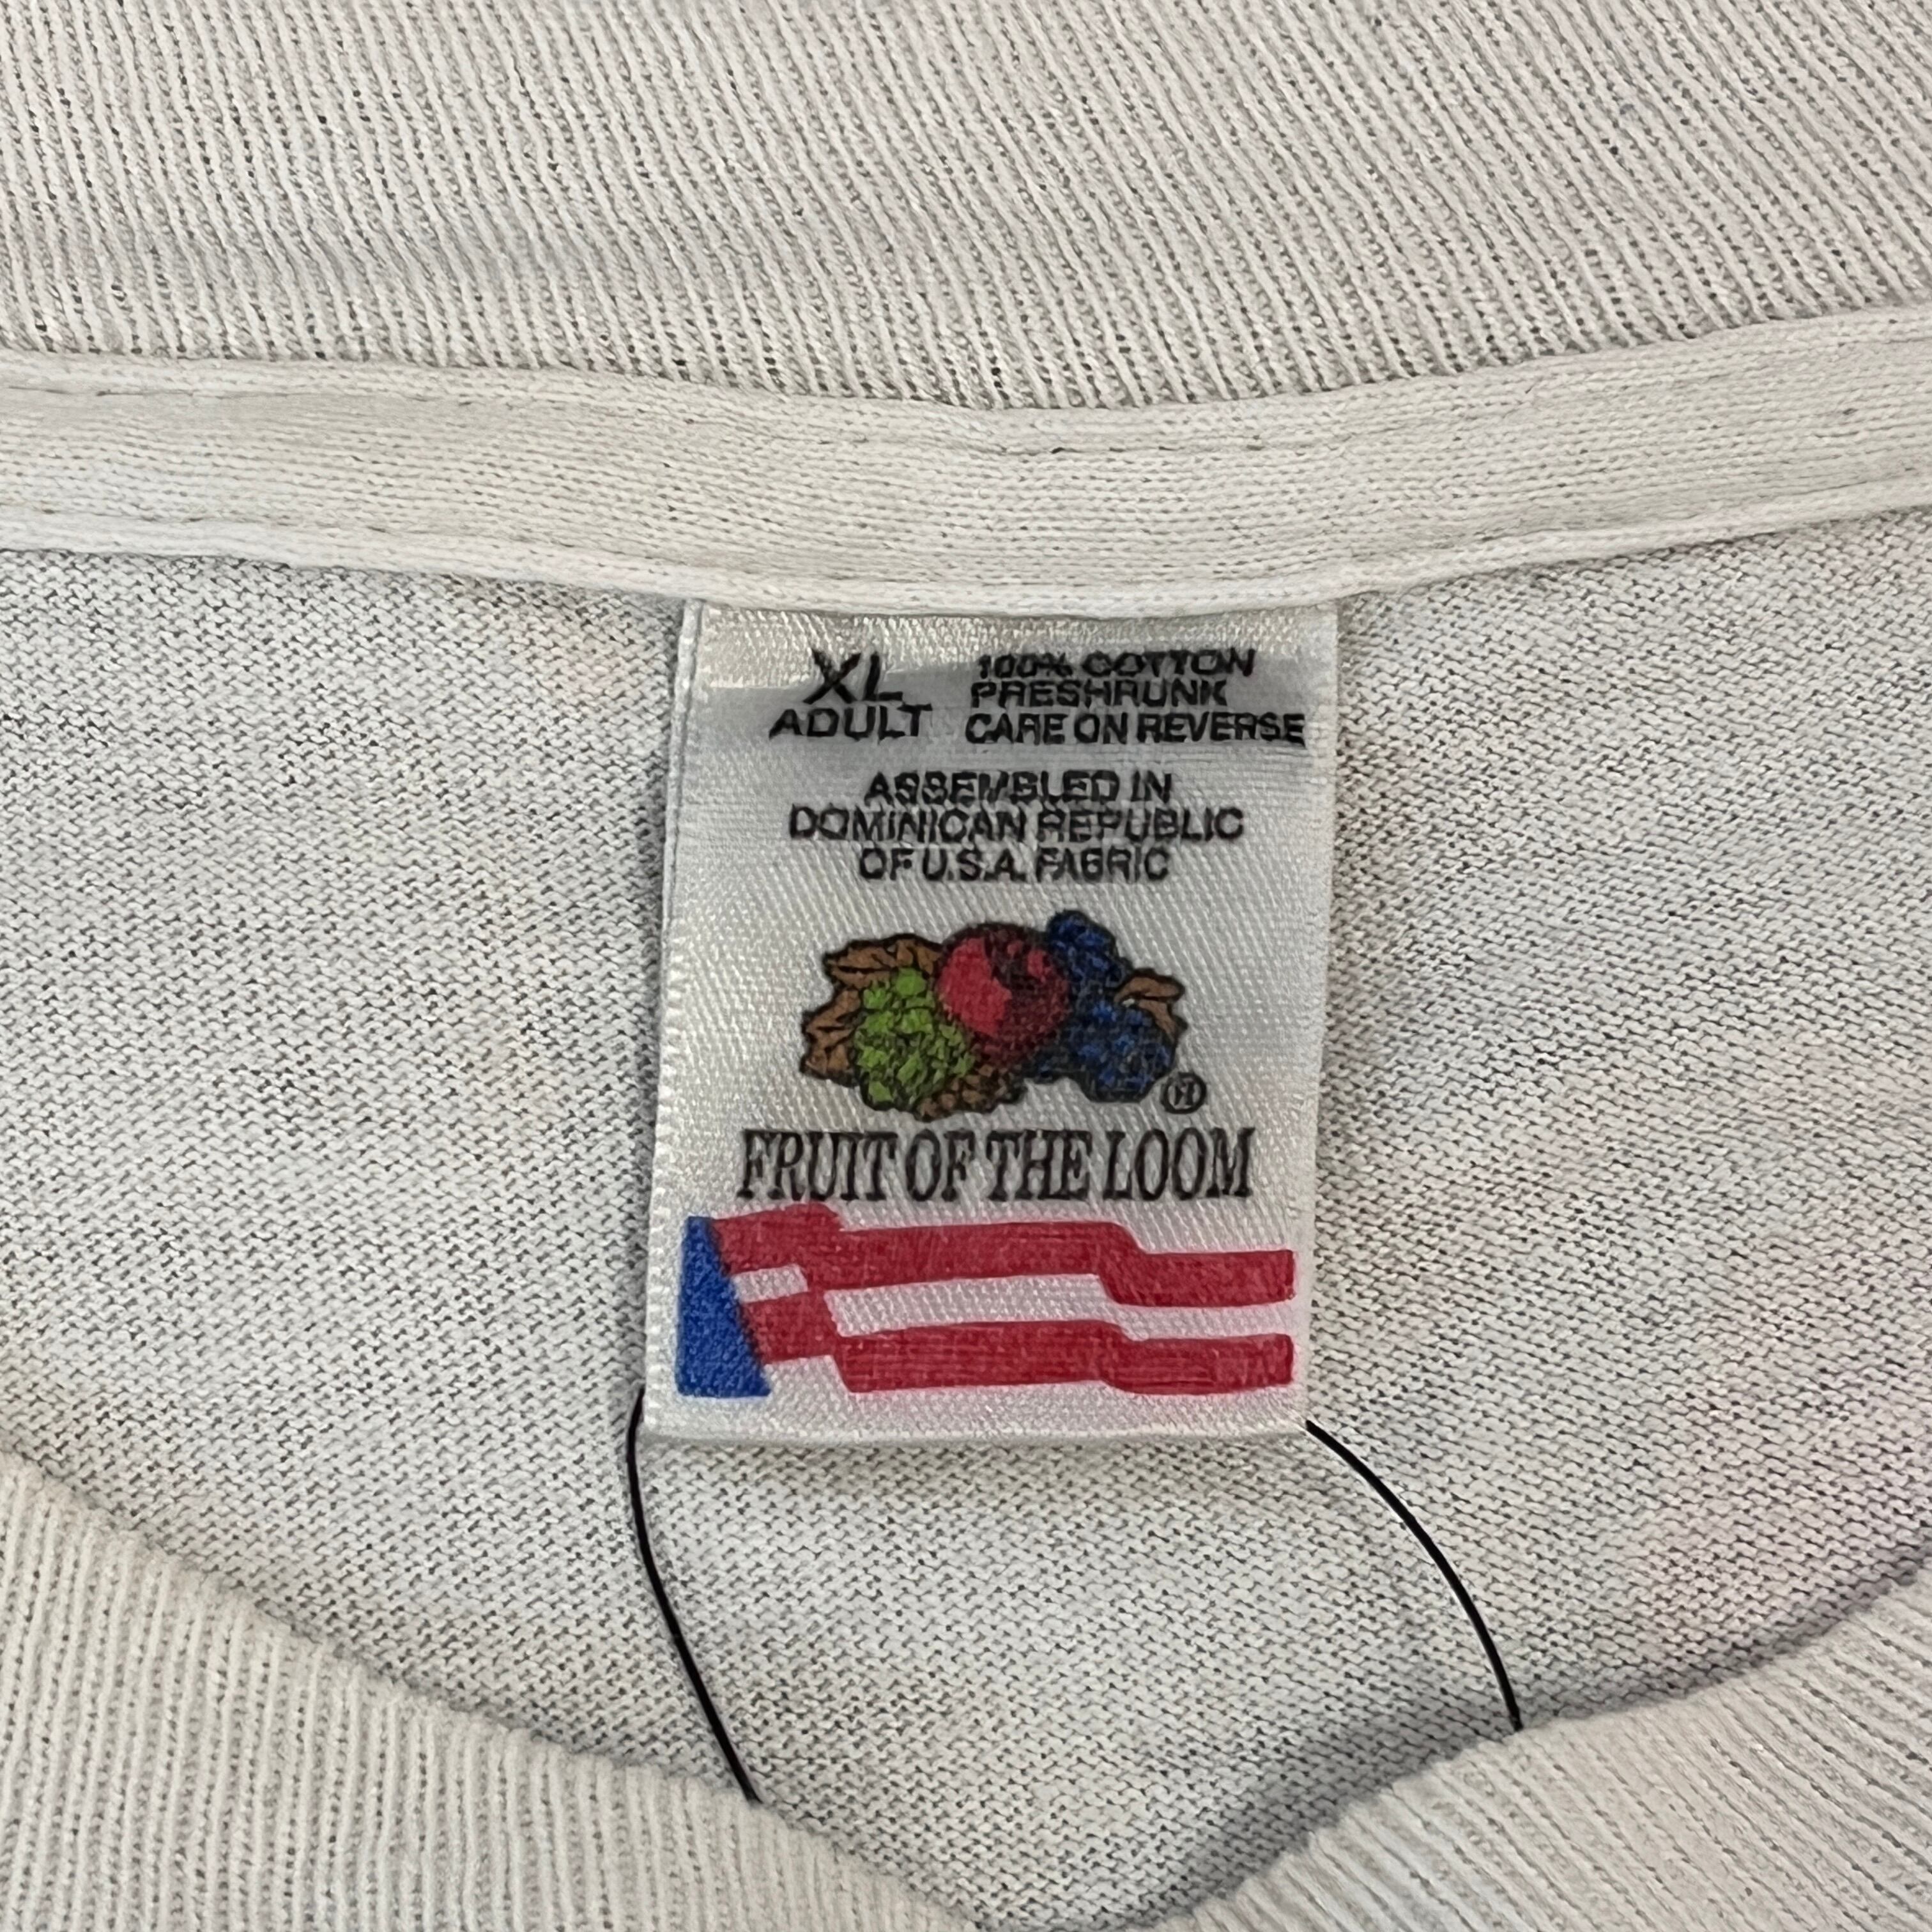 XL
ADULT
100% COTTON
PRESHRUNK
CARE ON REVERSE
ASSEMBLED IN
DOMINICAN REPUBLIC
OF U.S.A. FABRIC
®
FRUIT OF THE LOOM